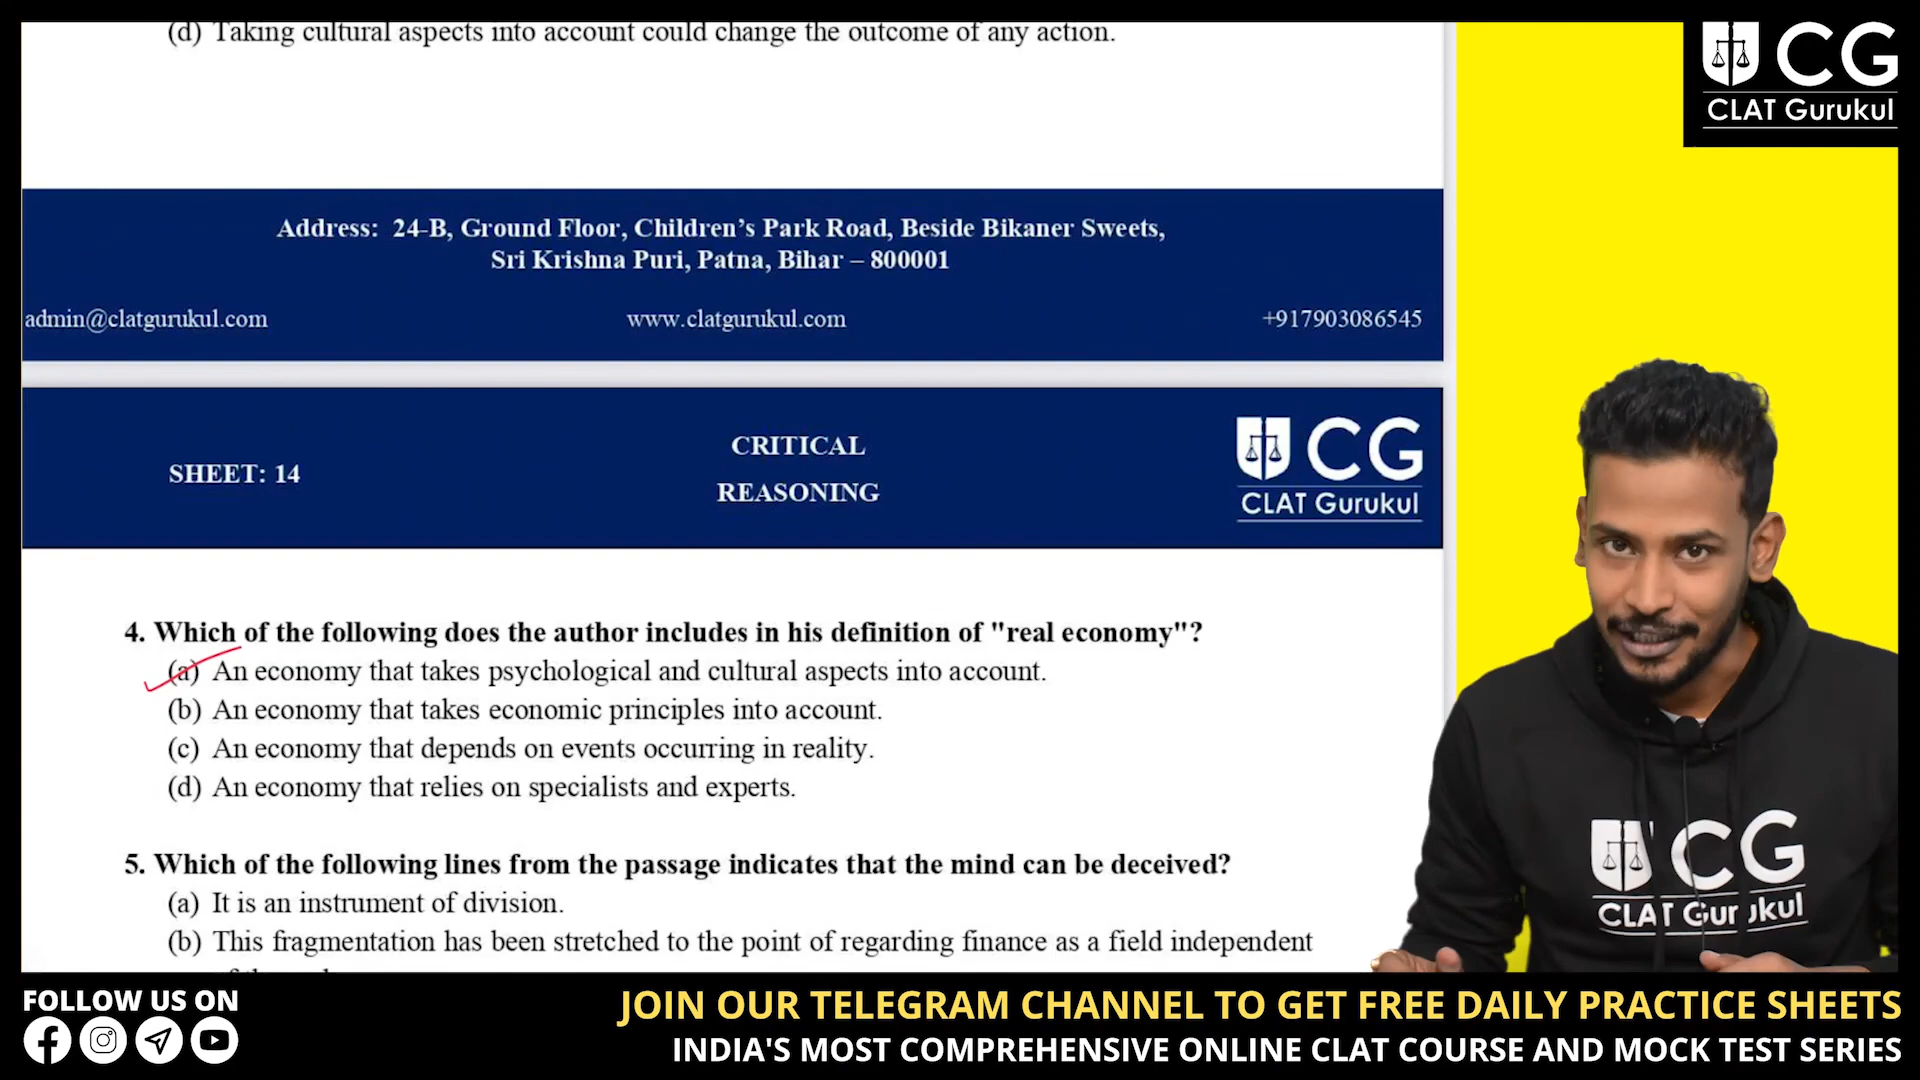 (d) Taking cultural aspects into account could change the outcome of any action.
CG
CLAT Gurukul
Address: 24-B, Ground Floor, Children's Park Road, Beside Bikaner Sweets,
Sri Krishna Puri, Patna, Bihar – 800001
admin@clatgurukul.com www.clatgurukul.com +917903086545
SHEET: 14
CRITICAL
REASONING
CG
CLAT Gurukul
4. Which of the following does the author includes in his definition of "real economy"?
(a) An economy that takes psychological and cultural aspects into account.
(b) An economy that takes economic principles into account.
(c) An economy that depends on events occurring in reality.
(d) An economy that relies on specialists and experts.
5. Which of the following lines from the passage indicates that the mind can be deceived?
(a) It is an instrument of division.
(b) This fragmentation has been stretched to the point of regarding finance as a field independent
CG
CLAT Gurukul
FOLLOW US ON
JOIN OUR TELEGRAM CHANNEL TO GET FREE DAILY PRACTICE SHEETS
INDIA'S MOST COMPREHENSIVE ONLINE CLAT COURSE AND MOCK TEST SERIES